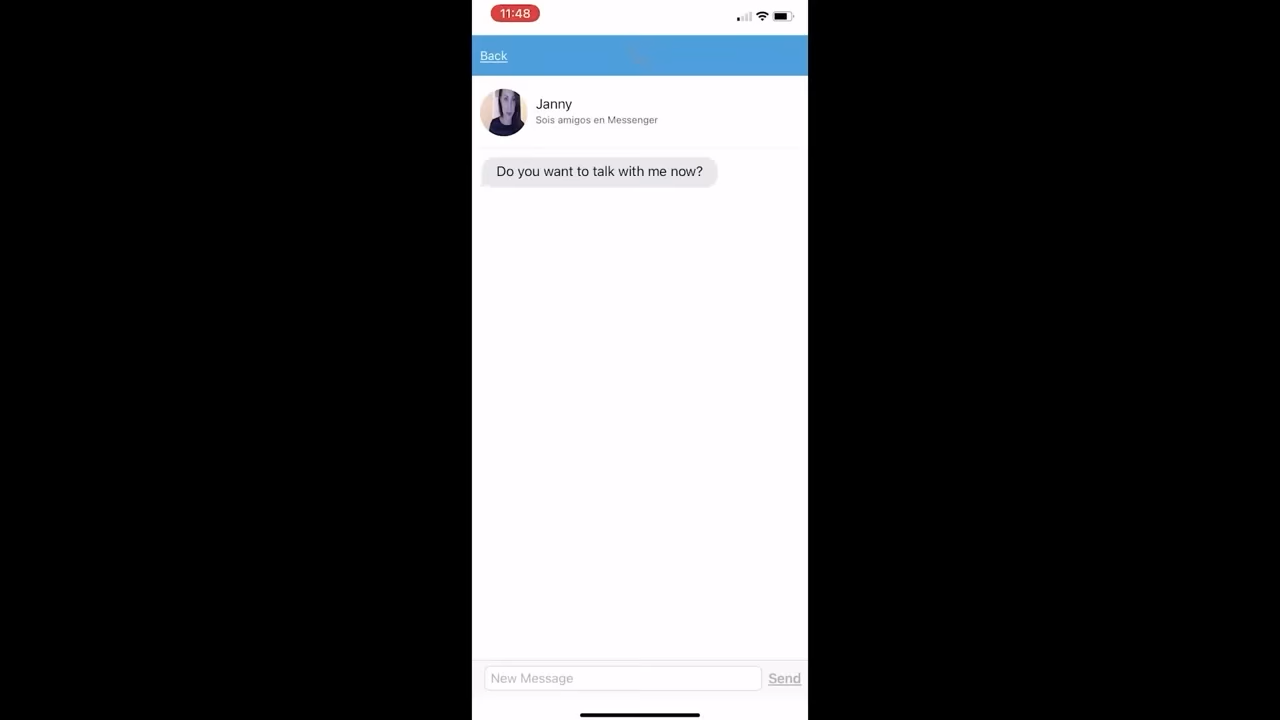 11:48
Back
Janny
Sois amigos en Messenger
Do you want to talk with me now?
New Message
Send